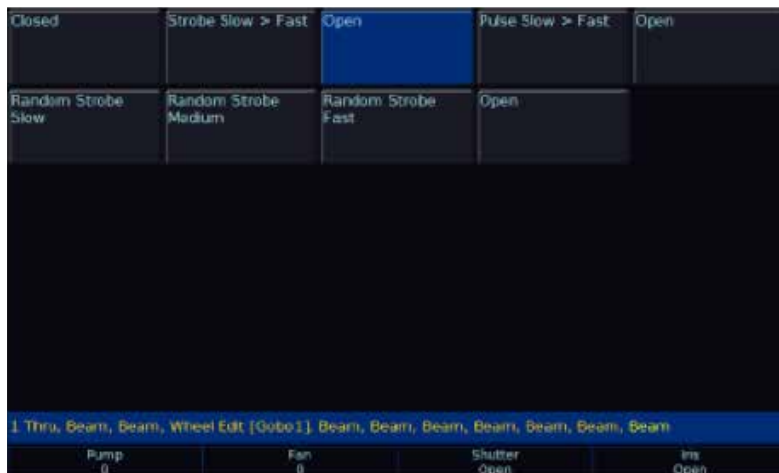 Closed
Strobe Slow > Fast
Open
Pulse Slow > Fast
Open
Random Strobe
Slow
Random Strobe
Medium
Random Strobe
Fast
Open
1 Thru, Beam, Beam, Wheel Edit [Gobo1], Beam, Beam, Beam, Beam, Beam, Beam, Beam
Pump
0
Fan
0
Shutter
Open
Iris
Open